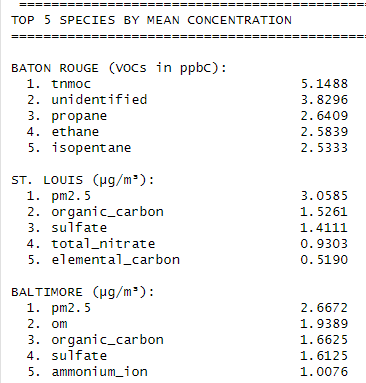 ==================================================
TOP 5 SPECIES BY MEAN CONCENTRATION
==================================================
BATON ROUGE (VOCs in ppbC):
1. tnmoc 5.1488
2. unidentified 3.8296
3. propane 2.6409
4. ethane 2.5839
5. isopentane 2.5333
ST. LOUIS (µg/m³):
1. pm2.5 3.0585
2. organic_carbon 1.5261
3. sulfate 1.4111
4. total_nitrate 0.9303
5. elemental_carbon 0.5190
BALTIMORE (µg/m³):
1. pm2.5 2.6672
2. om 1.9389
3. organic_carbon 1.6625
4. sulfate 1.6125
5. ammonium_ion 1.0076